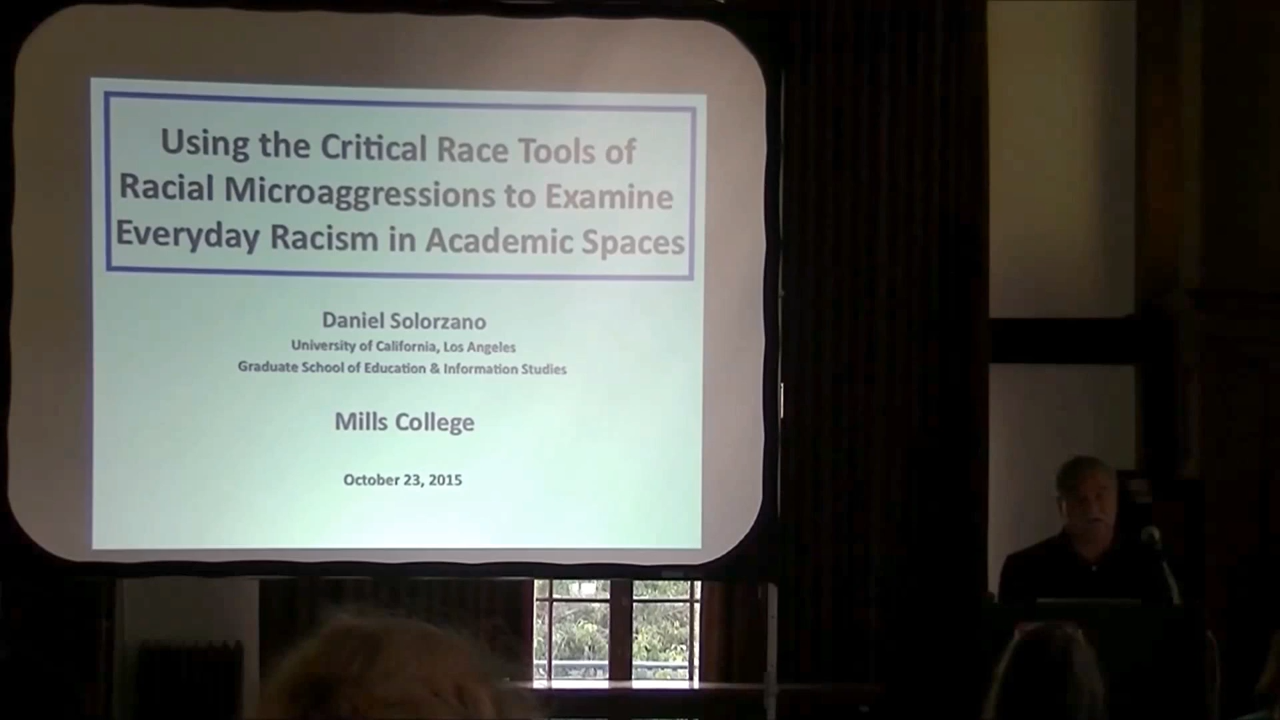 Using the Critical Race Tools of
Racial Microaggressions to Examine
Everyday Racism in Academic Spaces
Daniel Solorzano
University of California, Los Angeles
Graduate School of Education & Information Studies
Mills College
October 23, 2015